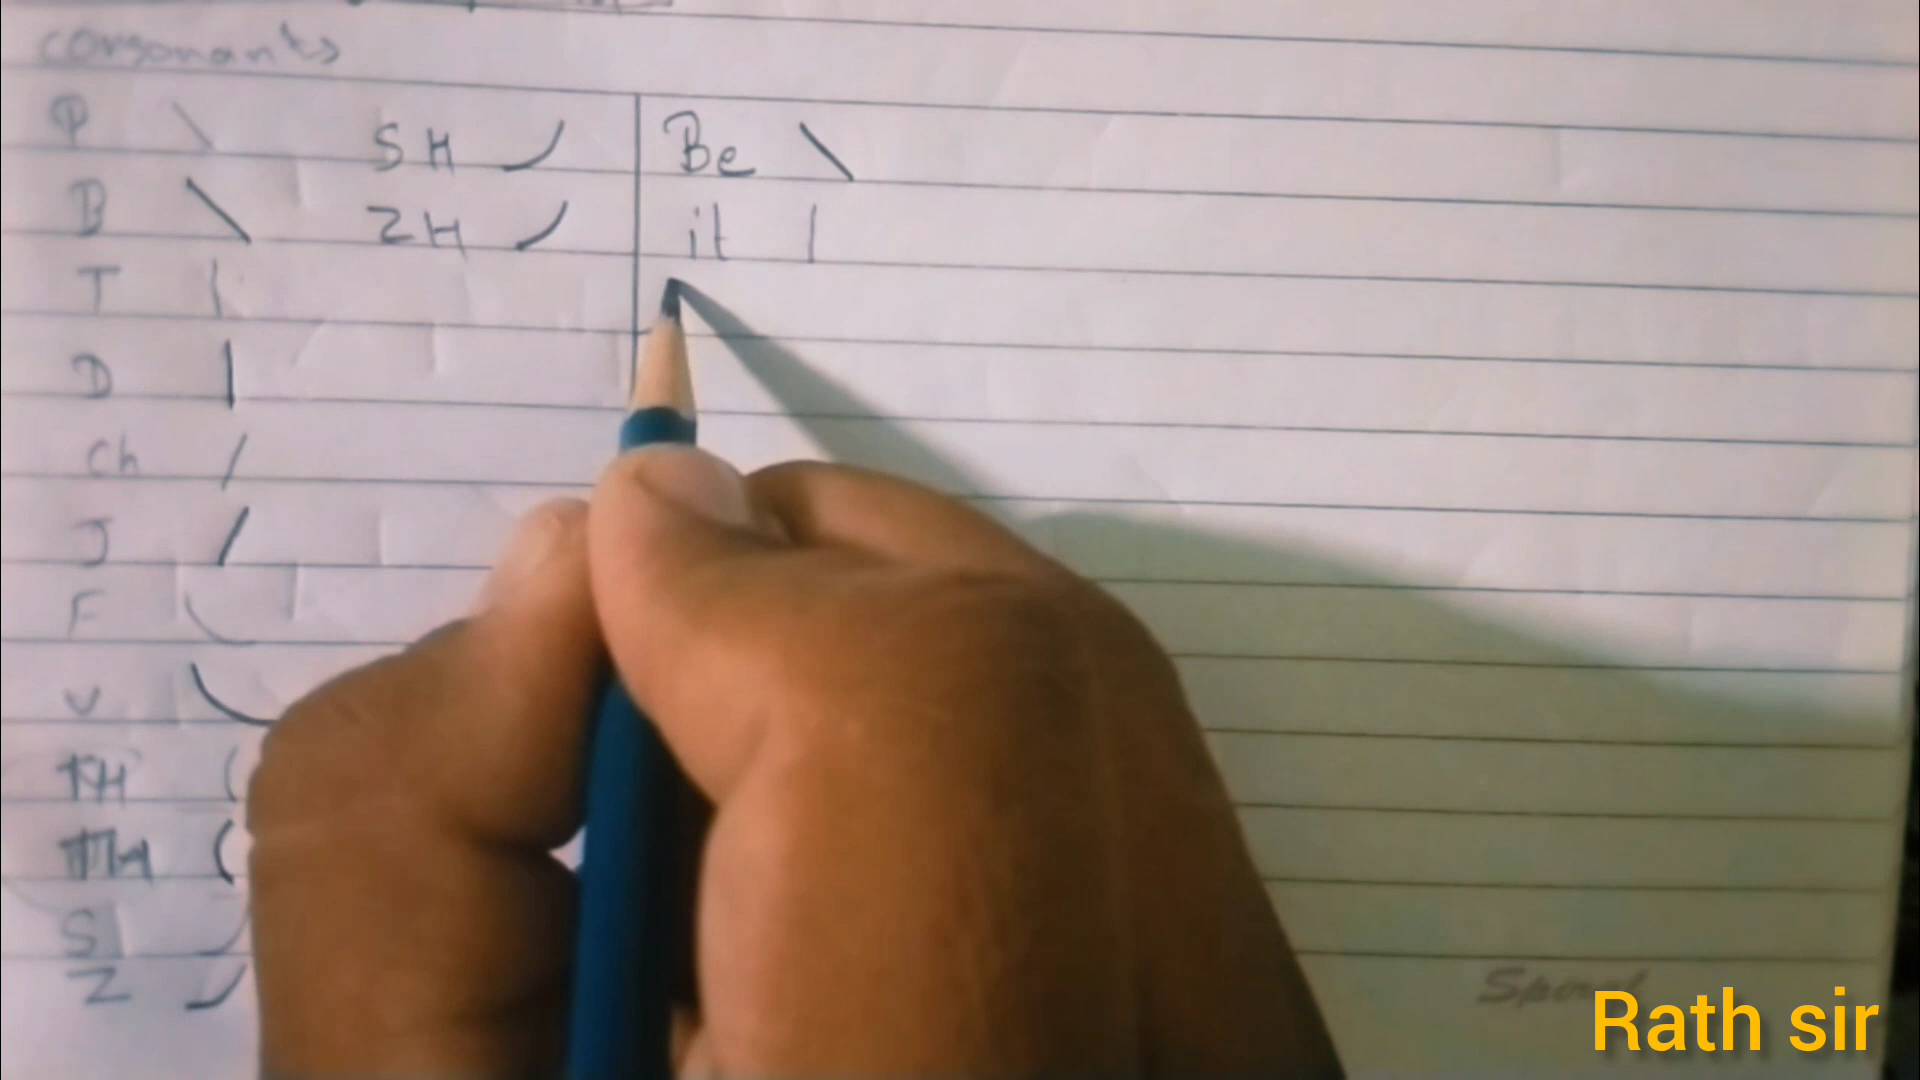 consonants
P \ SH Be \
B \ ZH it |
T |
D |
Ch /
J /
F
V
TH (
TH (
S
Z
Rath sir